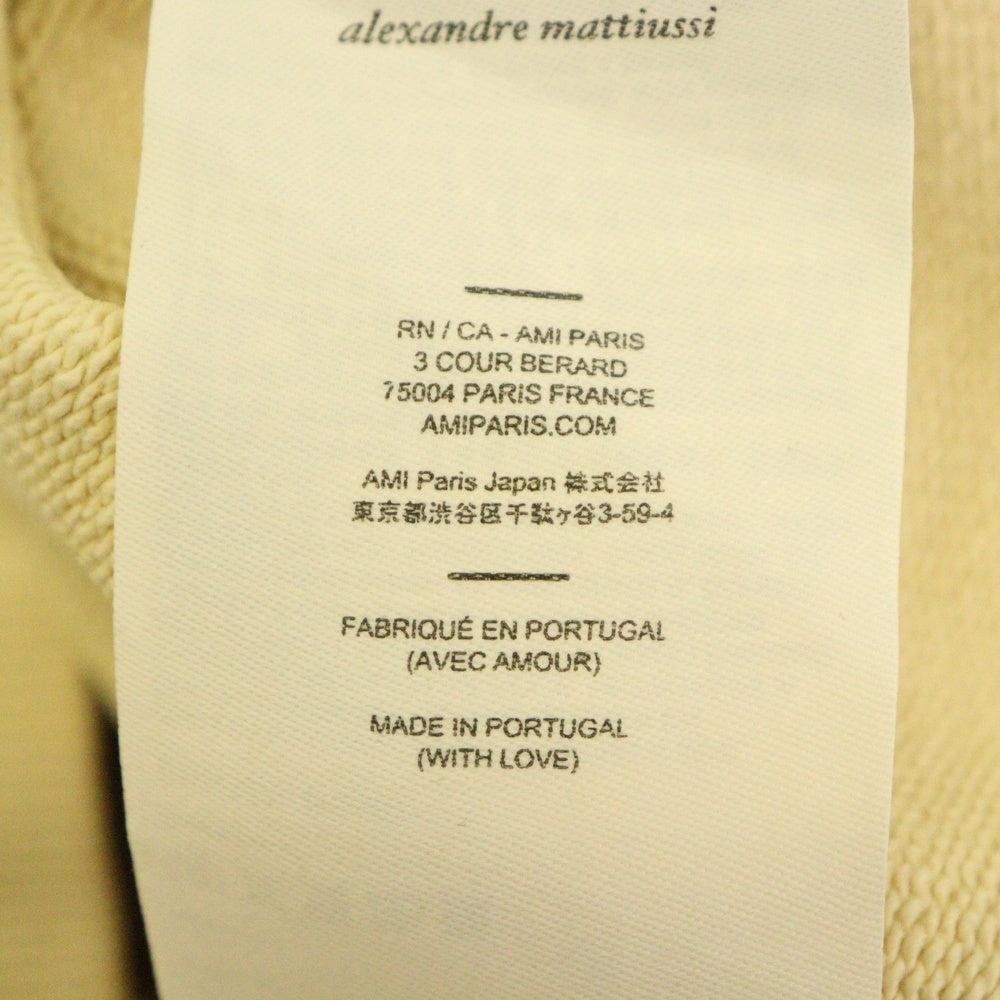 alexandre mattiussi
RN / CA - AMI PARIS
3 COUR BERARD
75004 PARIS FRANCE
AMIPARIS.COM
AMI Paris Japan 株式会社
東京都渋谷区千駄ヶ谷3-59-4
FABRIQUÉ EN PORTUGAL
(AVEC AMOUR)
MADE IN PORTUGAL
(WITH LOVE)